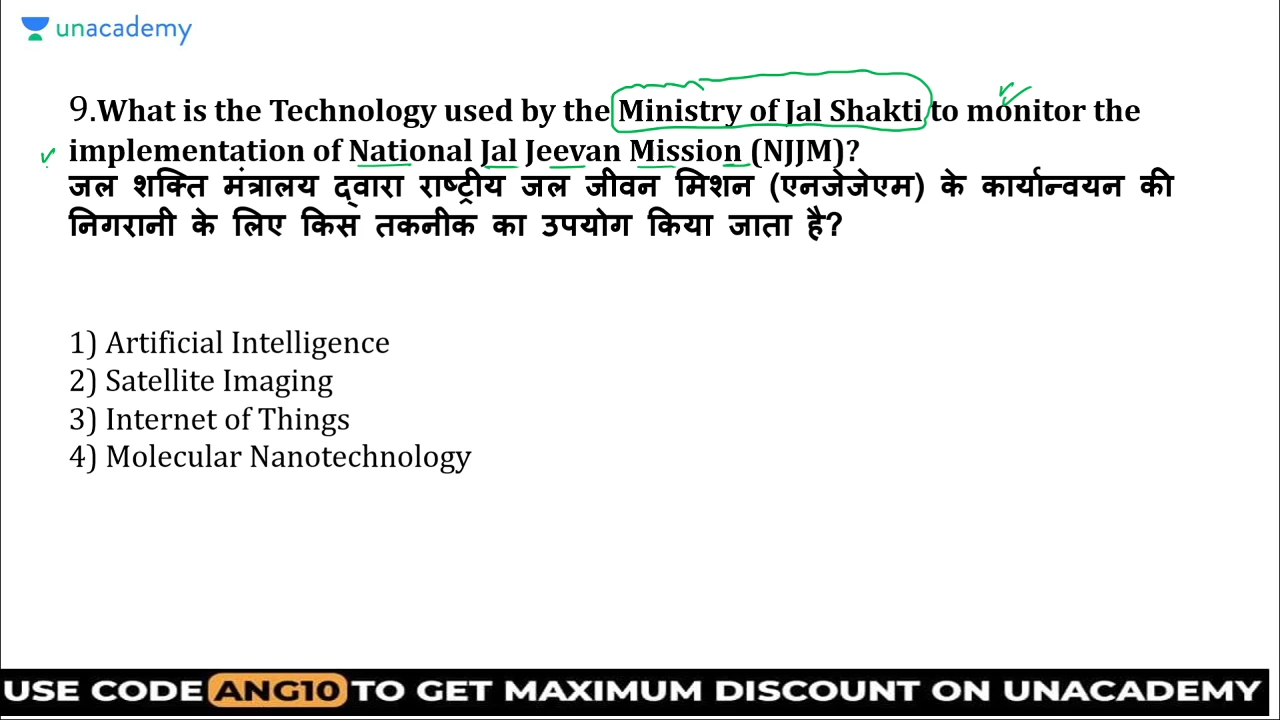 unacademy
9.What is the Technology used by the Ministry of Jal Shakti to monitor the
implementation of National Jal Jeevan Mission (NJJM)?
जल शक्ति मंत्रालय द्वारा राष्ट्रीय जल जीवन मिशन (एनजेजेएम) के कार्यान्वयन की
निगरानी के लिए किस तकनीक का उपयोग किया जाता है?
1) Artificial Intelligence
2) Satellite Imaging
3) Internet of Things
4) Molecular Nanotechnology
USE CODE ANG10 TO GET MAXIMUM DISCOUNT ON UNACADEMY